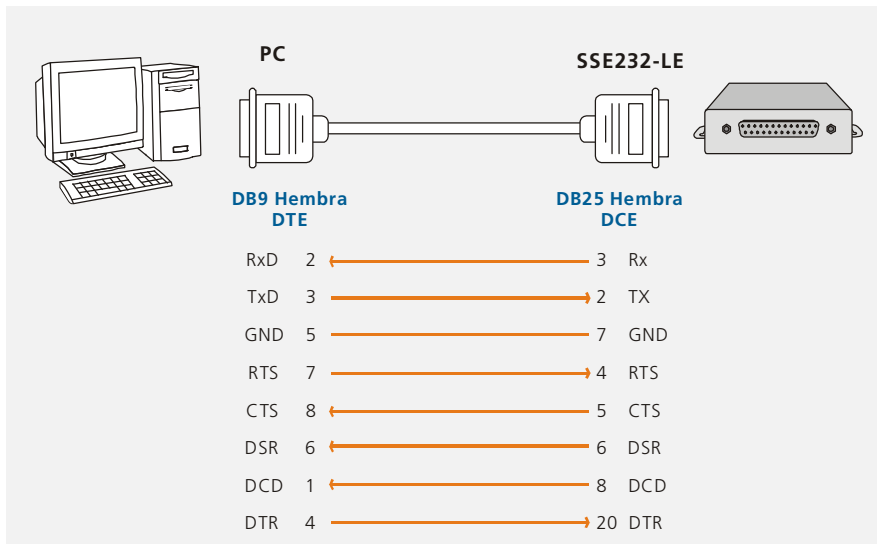 PC
SSE232-LE
DB9 Hembra
DTE
DB25 Hembra
DCE
RxD 2 3 Rx
TxD 3 2 TX
GND 5 7 GND
RTS 7 4 RTS
CTS 8 5 CTS
DSR 6 6 DSR
DCD 1 8 DCD
DTR 4 20 DTR